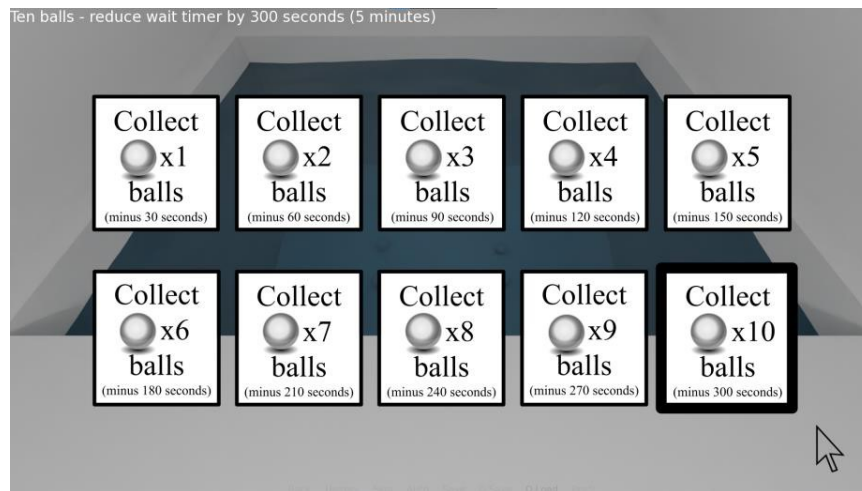 Ten balls - reduce wait timer by 300 seconds (5 minutes)
Collect
x1
balls
(minus 30 seconds)
Collect
x2
balls
(minus 60 seconds)
Collect
x3
balls
(minus 90 seconds)
Collect
x4
balls
(minus 120 seconds)
Collect
x5
balls
(minus 150 seconds)
Collect
x6
balls
(minus 180 seconds)
Collect
x7
balls
(minus 210 seconds)
Collect
x8
balls
(minus 240 seconds)
Collect
x9
balls
(minus 270 seconds)
Collect
x10
balls
(minus 300 seconds)